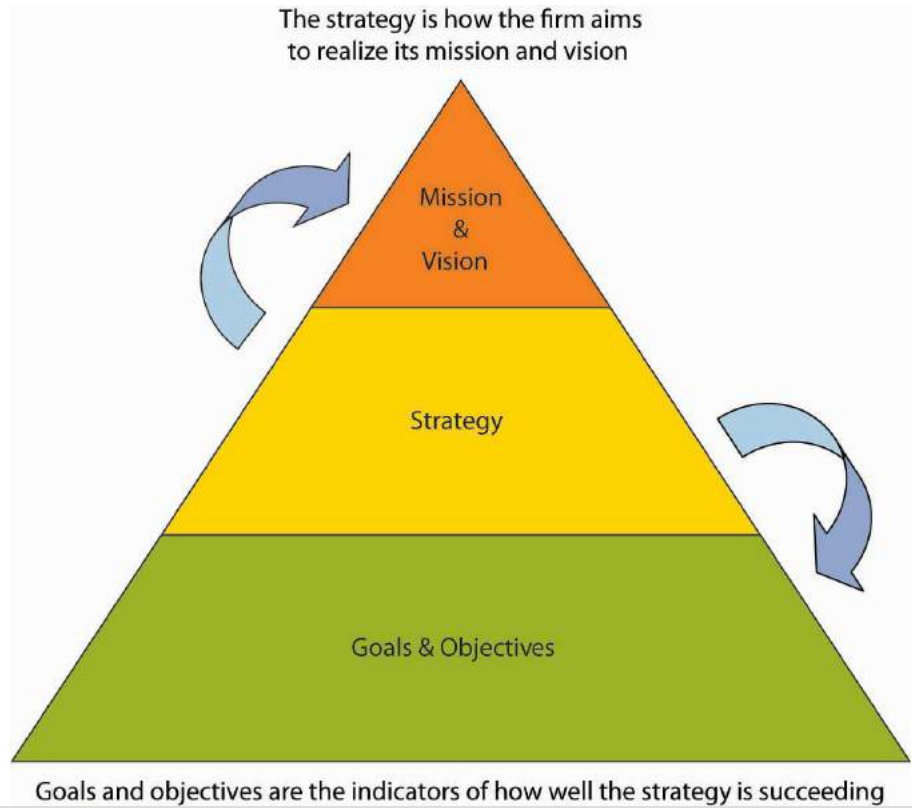 The strategy is how the firm aims
to realize its mission and vision
Mission
&
Vision
Strategy
Goals & Objectives
Goals and objectives are the indicators of how well the strategy is succeeding